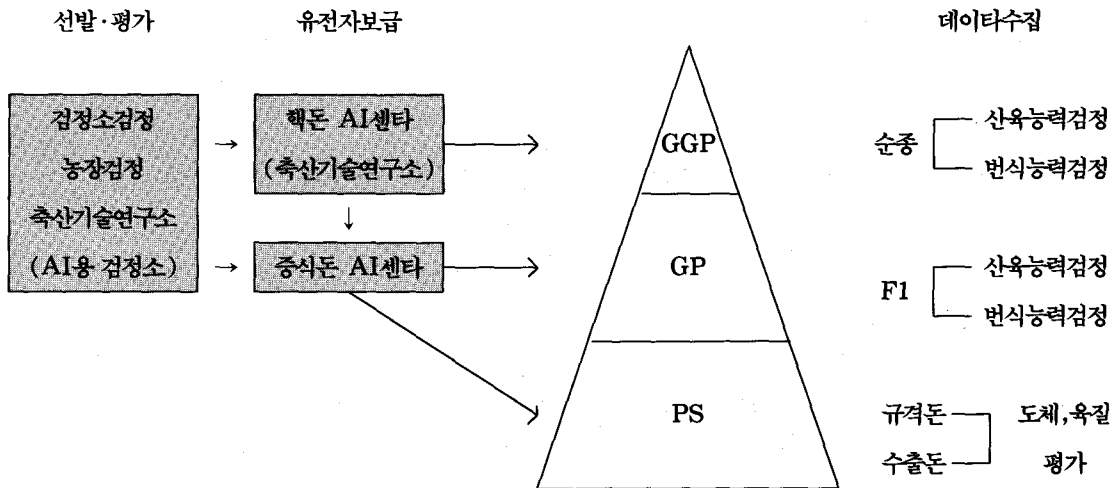 선발·평가
유전자보급
데이타수집
검정소검정
농장검정
축산기술연구소
(AI용 검정소)
핵돈 AI센타
(축산기술연구소)
증식돈 AI센타
GGP
GP
PS
순종
산육능력검정
번식능력검정
F1
산육능력검정
번식능력검정
규격돈
수출돈
도체,육질
평가